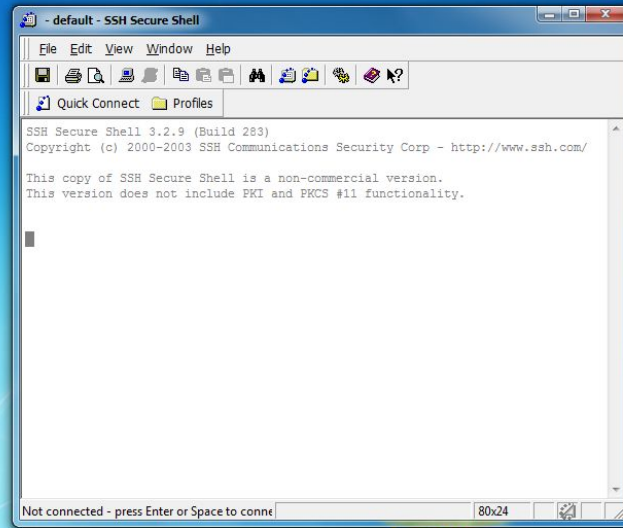 - default - SSH Secure Shell
File Edit View Window Help
Quick Connect Profiles
SSH Secure Shell 3.2.9 (Build 283)
Copyright (c) 2000-2003 SSH Communications Security Corp - http://www.ssh.com/
This copy of SSH Secure Shell is a non-commercial version.
This version does not include PKI and PKCS #11 functionality.
Not connected - press Enter or Space to conne 80x24